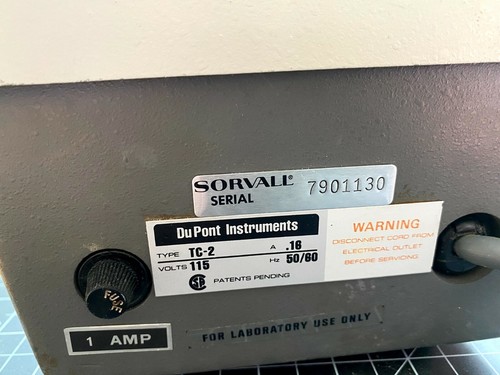 SORVALL®
SERIAL 7901130
DuPont Instruments
TYPE TC-2 A .16
VOLTS 115 Hz 50/60
PATENTS PENDING
WARNING
DISCONNECT CORD FROM
ELECTRICAL OUTLET
BEFORE SERVICING
FUSE
1 AMP
FOR LABORATORY USE ONLY